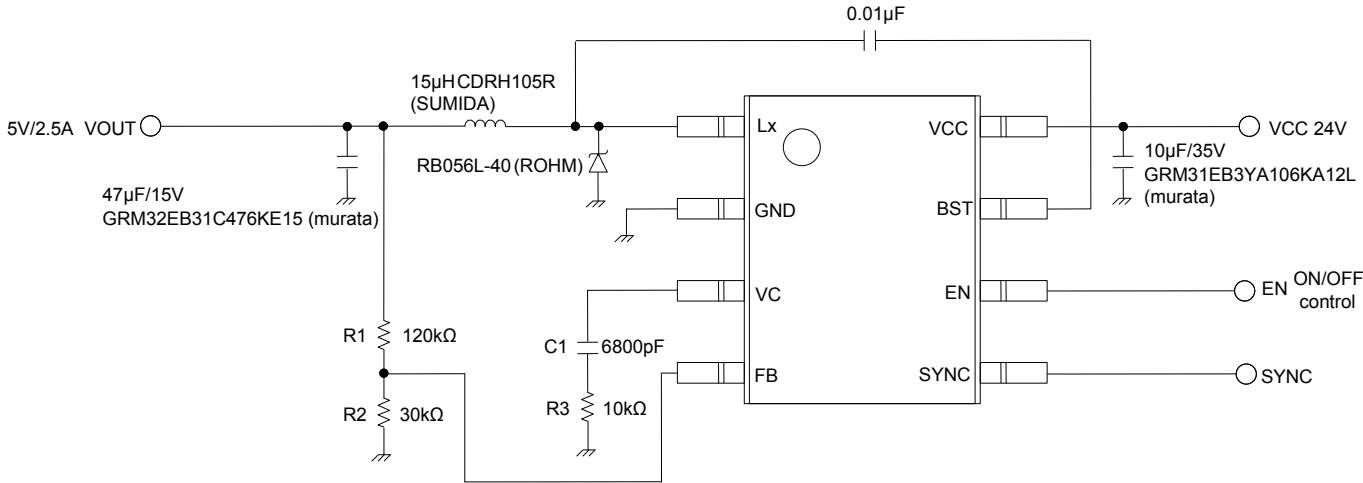 0.01µF
15µH CDRH105R
(SUMIDA)
5V/2.5A VOUT
Lx
VCC
VCC 24V
RB056L-40 (ROHM)
10µF/35V
GRM31EB3YA106KA12L
(murata)
47µF/15V
GRM32EB31C476KE15 (murata)
GND
BST
VC
EN
EN ON/OFF
control
R1 120kΩ
C1 6800pF
FB
SYNC
SYNC
R2 30kΩ
R3 10kΩ